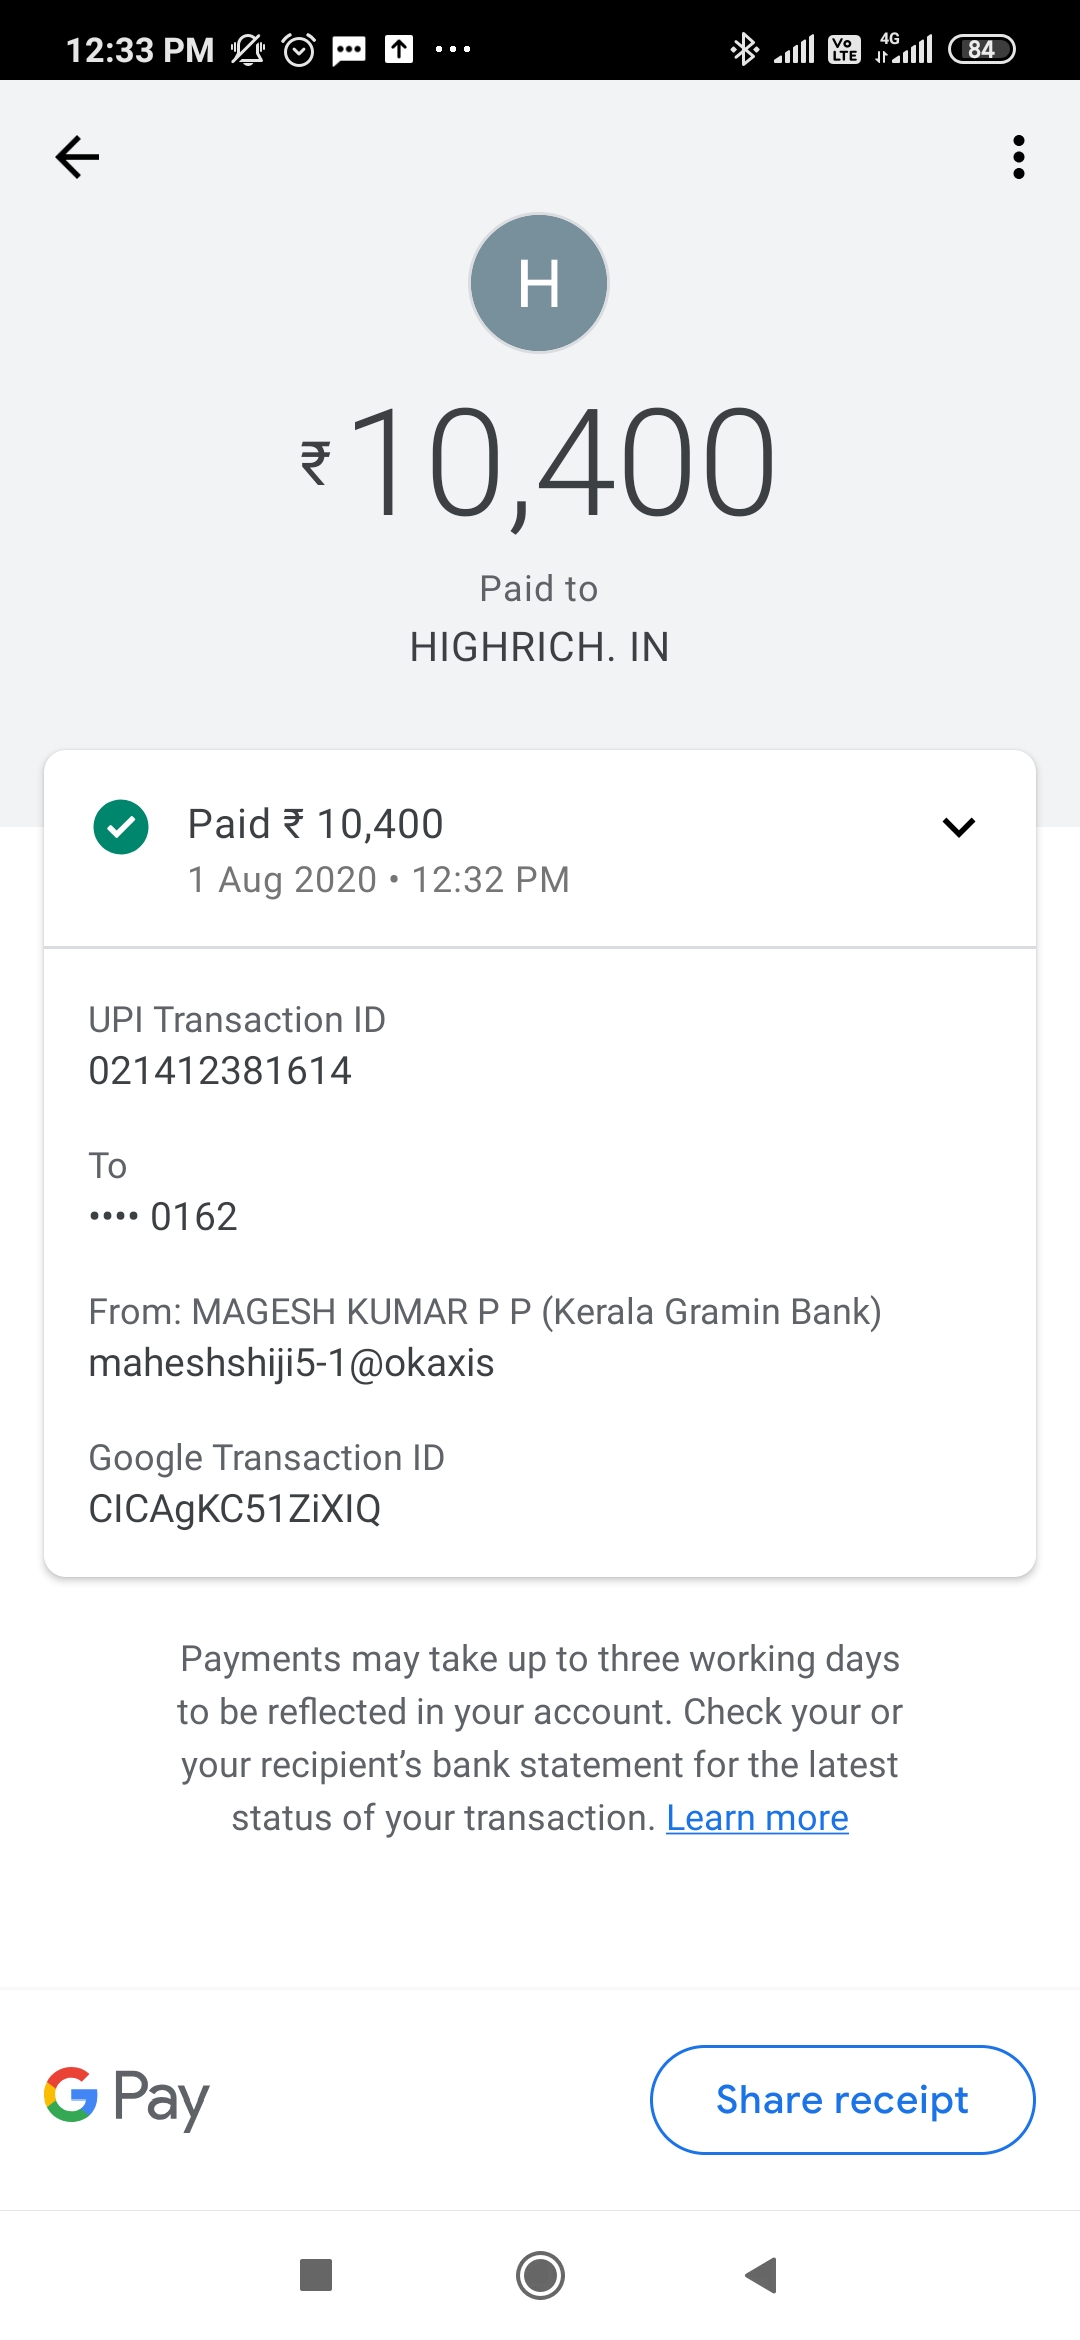 12:33 PM
Vo LTE 4G 84
H
₹10,400
Paid to
HIGHRICH. IN
Paid ₹ 10,400
1 Aug 2020 • 12:32 PM
UPI Transaction ID
021412381614
To
•••• 0162
From: MAGESH KUMAR P P (Kerala Gramin Bank)
maheshshiji5-1@okaxis
Google Transaction ID
CICAgKC51ZiXIQ
Payments may take up to three working days
to be reflected in your account. Check your or
your recipient’s bank statement for the latest
status of your transaction. Learn more
G Pay
Share receipt